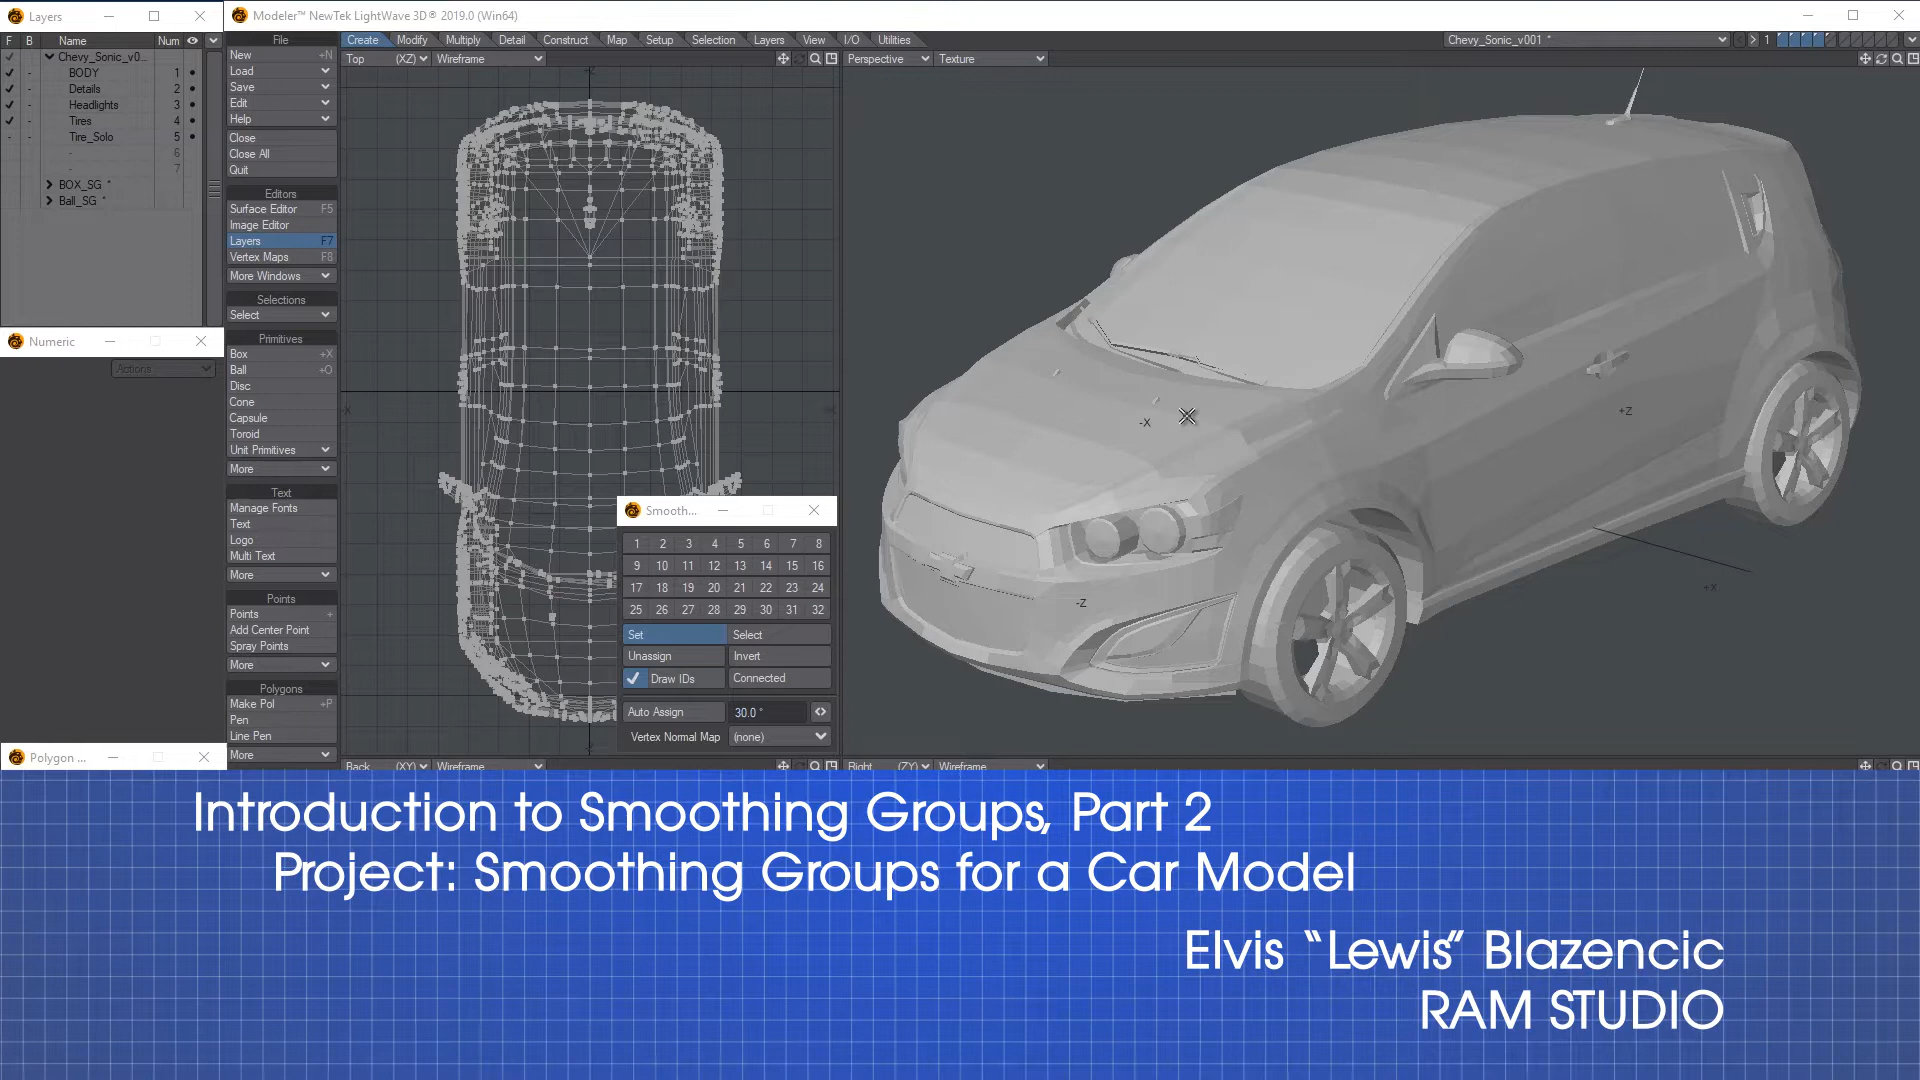 Layers
Modeler™ NewTek LightWave 3D® 2019.0 (Win64)
F B Name Num
Chevy_Sonic_v0...
BODY 1
Details 2
Headlights 3
Tires 4
Tire_Solo 5
- 6
- 7
BOX_SG *
Ball_SG *
Numeric
Actions
Polygon ...
File
New +N
Load
Save
Edit
Help
Close
Close All
Quit
Editors
Surface Editor F5
Image Editor
Layers F7
Vertex Maps F8
More Windows
Selections
Select
Primitives
Box +X
Ball +O
Disc
Cone
Capsule
Toroid
Unit Primitives
More
Text
Manage Fonts
Text
Logo
Multi Text
More
Points
Points +
Add Center Point
Spray Points
More
Polygons
Make Pol +P
Pen
Line Pen
More
Create Modify Multiply Detail Construct Map Setup Selection Layers View I/O Utilities
Chevy_Sonic_v001 * 1
Top (XZ) Wireframe
Perspective Texture
-X
+Z
-Z
+X
Smooth...
1 2 3 4 5 6 7 8
9 10 11 12 13 14 15 16
17 18 19 20 21 22 23 24
25 26 27 28 29 30 31 32
Set Select
Unassign Invert
Draw IDs Connected
Auto Assign 30.0 °
Vertex Normal Map (none)
Back (XY) Wireframe
Right (ZY) Wireframe
Introduction to Smoothing Groups, Part 2
Project: Smoothing Groups for a Car Model
Elvis “Lewis” Blazencic
RAM STUDIO